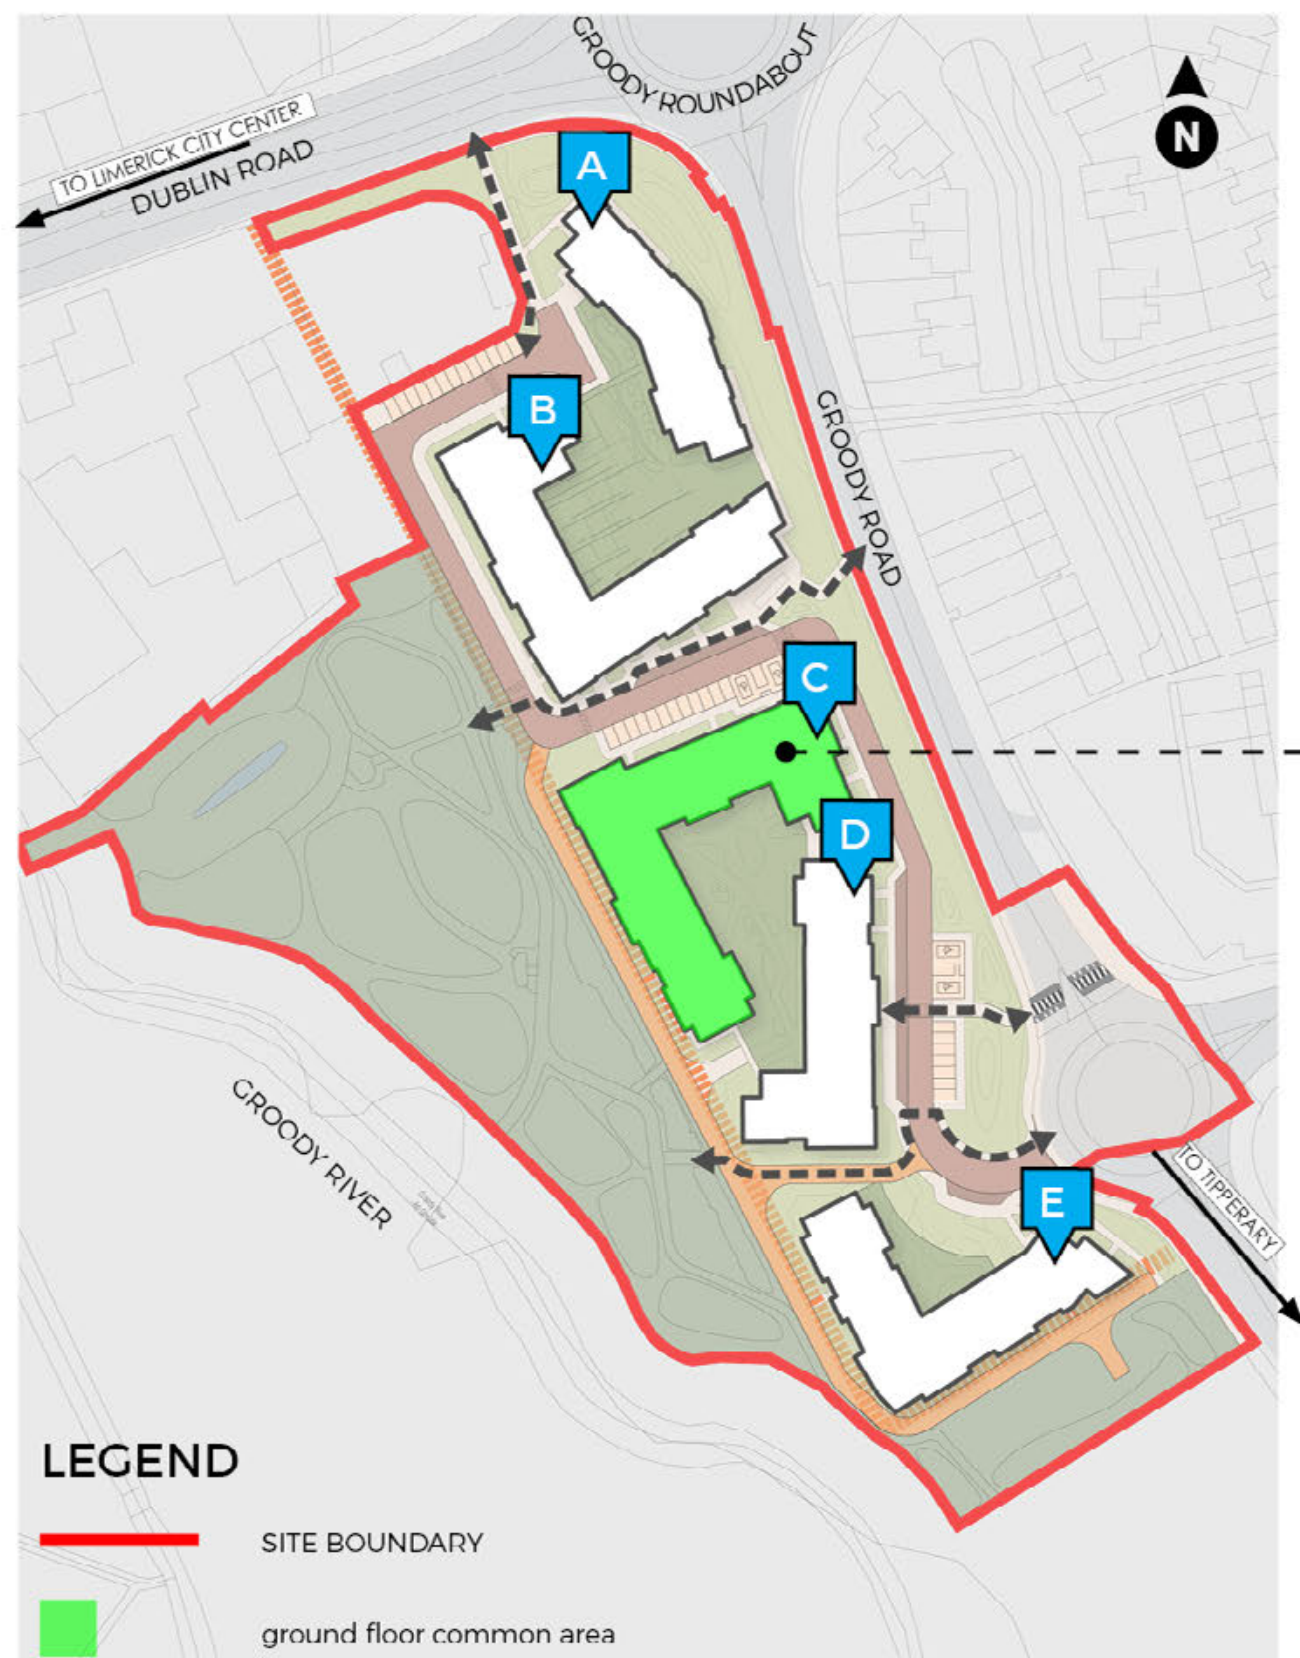 GROODY ROUNDABOUT
N
TO LIMERICK CITY CENTER
DUBLIN ROAD
A
B
GROODY ROAD
C
D
GROODY RIVER
TO TIPPERARY
E
LEGEND
SITE BOUNDARY
ground floor common area